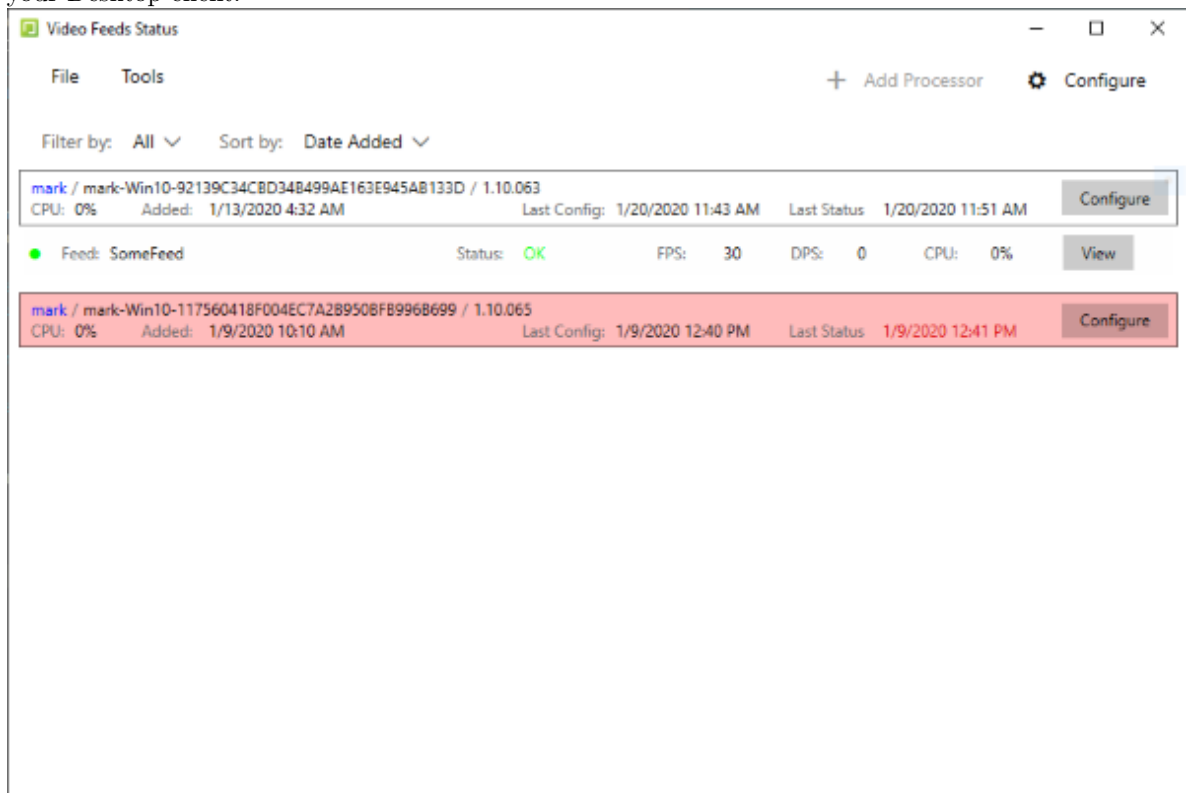 your Desktop client.
Video Feeds Status
File Tools + Add Processor Configure
Filter by: All Sort by: Date Added
mark / mark-Win10-92139C34CBD34B499AE163E945AB133D / 1.10.063
CPU: 0% Added: 1/13/2020 4:32 AM Last Config: 1/20/2020 11:43 AM Last Status 1/20/2020 11:51 AM Configure
Feed: SomeFeed Status: OK FPS: 30 DPS: 0 CPU: 0% View
mark / mark-Win10-117560418F004EC7A2B950BFB996B699 / 1.10.065
CPU: 0% Added: 1/9/2020 10:10 AM Last Config: 1/9/2020 12:40 PM Last Status 1/9/2020 12:41 PM Configure